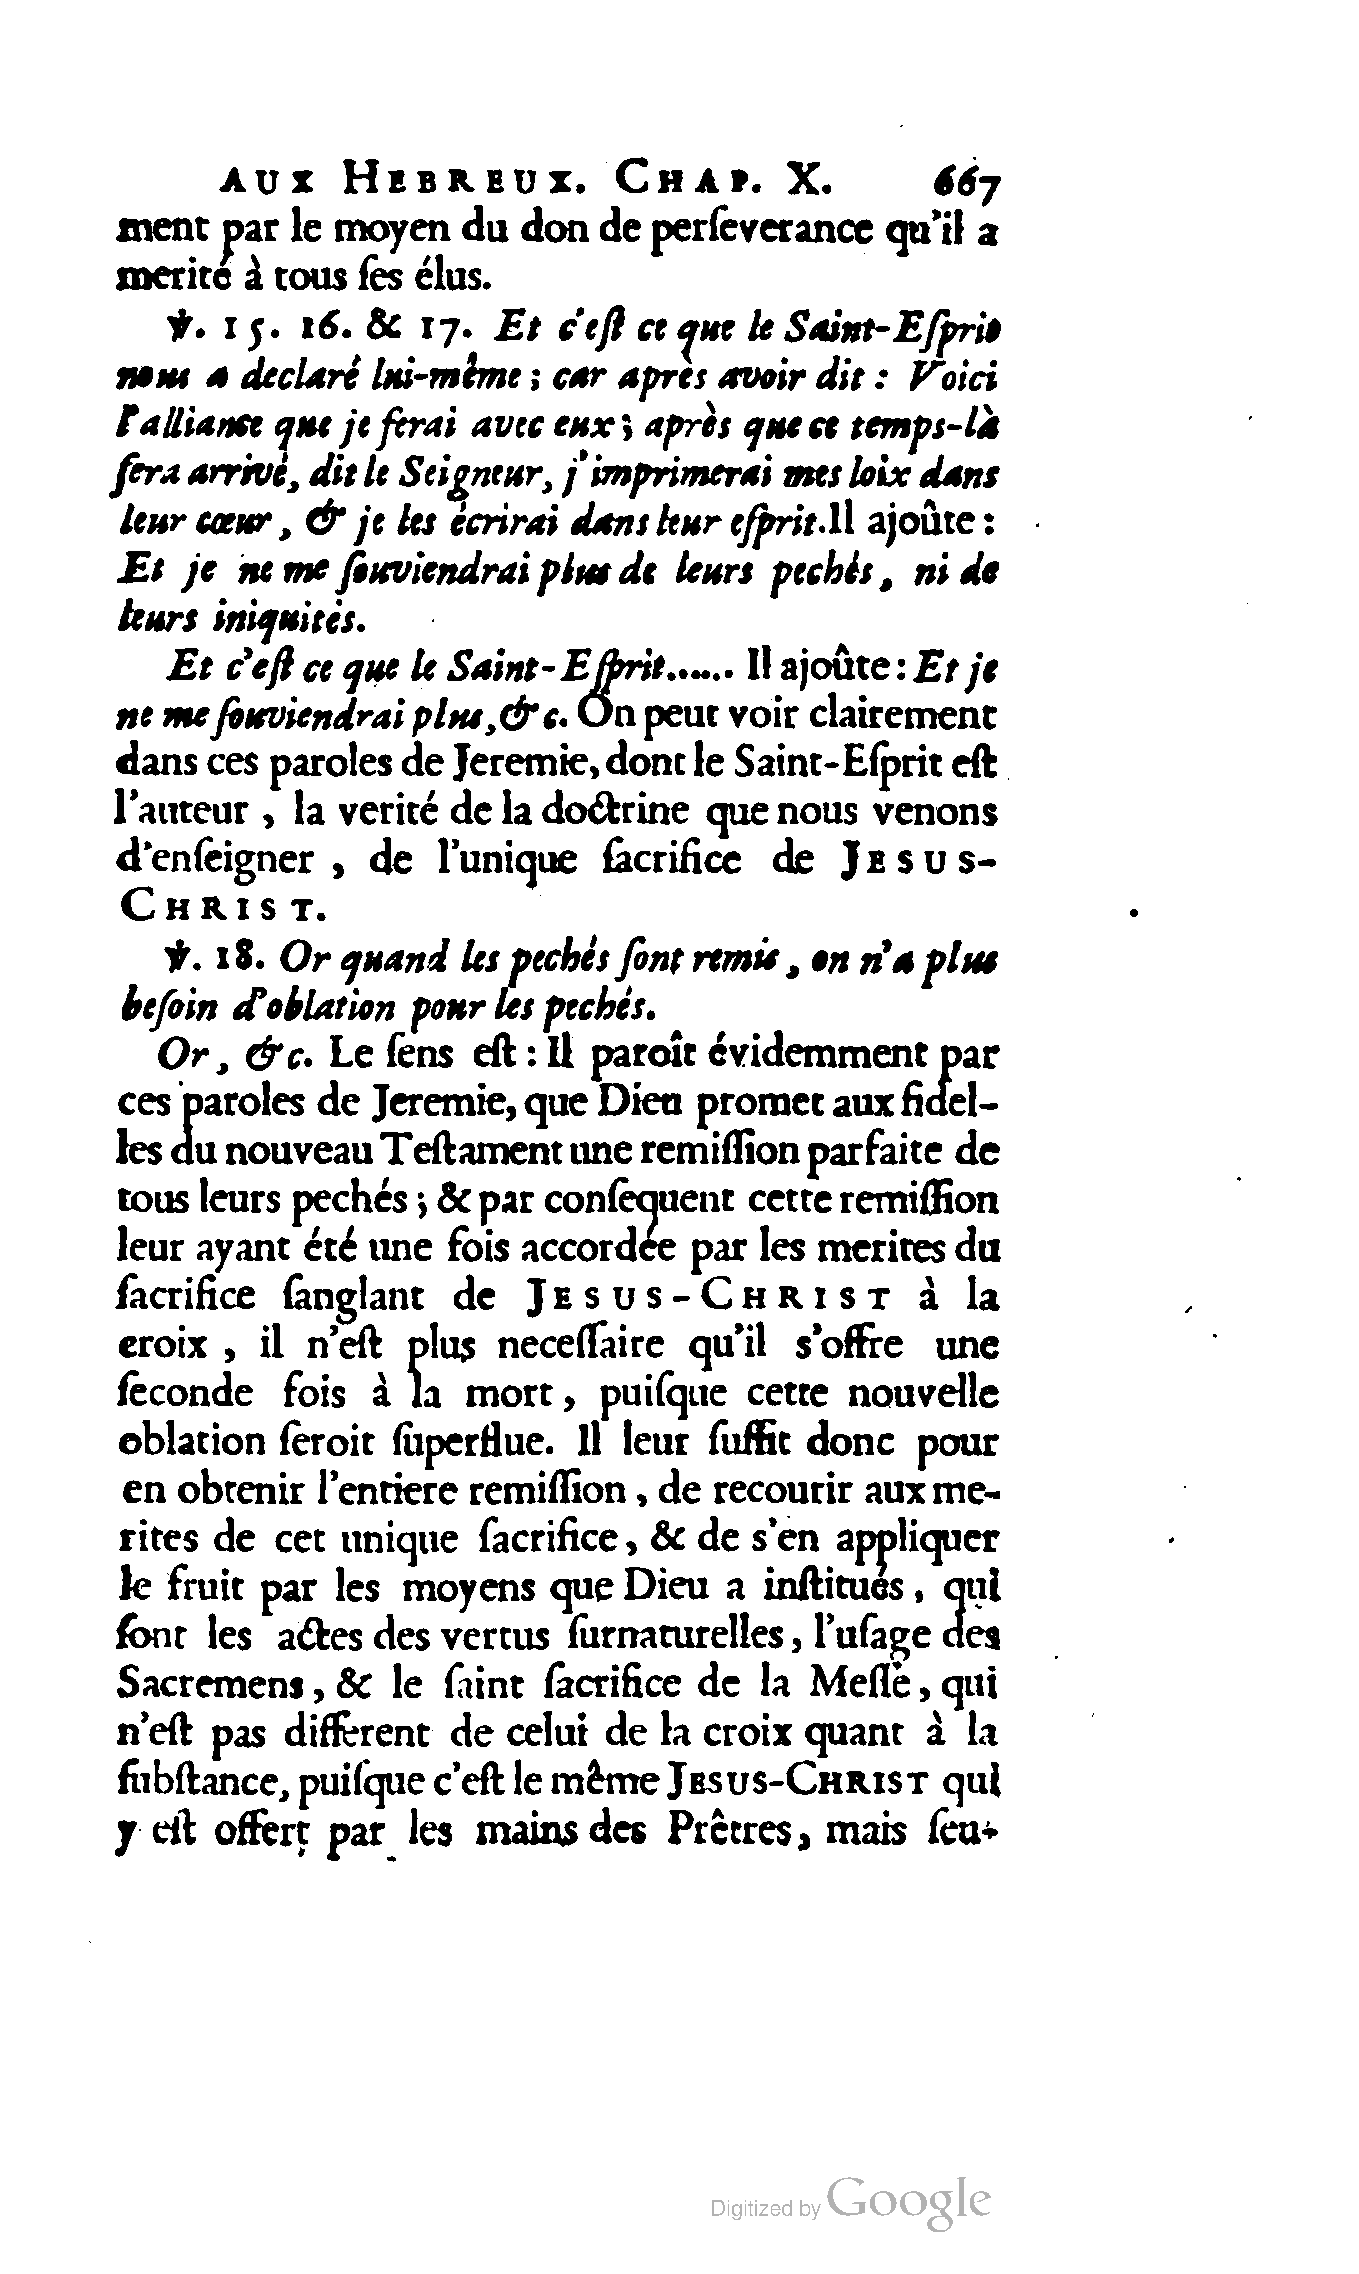 AUX HEBREUX. CHAP. X. 667
ment par le moyen du don de perſeverance qu'il a
merité à tous ſes élus.
℣. 15. 16. & 17. Et c'eſt ce que le Saint-Eſprit
nous a declaré lui-même ; car après avoir dit : Voici
l'alliance que je ferai avec eux ; après que ce temps-là
ſera arrivé, dit le Seigneur, j'imprimerai mes loix dans
leur cœur, & je les écrirai dans leur eſprit. Il ajoûte :
Et je ne me ſouviendrai plus de leurs pechés, ni de
leurs iniquités.
Et c'eſt ce que le Saint-Eſprit...... Il ajoûte : Et je
ne me ſouviendrai plus, &c. On peut voir clairement
dans ces paroles de Jeremie, dont le Saint-Eſprit eſt
l'auteur , la verité de la doctrine que nous venons
d'enſeigner , de l'unique ſacrifice de JESUS-
CHRIST.
℣. 18. Or quand les pechés ſont remis, on n'a plus
beſoin d'oblation pour les pechés.
Or, &c. Le ſens eſt : Il paroît évidemment par
ces paroles de Jeremie, que Dieu promet aux fidel-
les du nouveau Teſtament une remiſſion parfaite de
tous leurs pechés ; & par conſequent cette remiſſion
leur ayant été une fois accordée par les merites du
ſacrifice ſanglant de JESUS-CHRIST à la
croix , il n'eſt plus neceſſaire qu'il s'offre une
ſeconde fois à la mort , puiſque cette nouvelle
oblation ſeroit ſuperflue. Il leur ſuffit donc pour
en obtenir l'entiere remiſſion , de recourir aux me-
rites de cet unique ſacrifice , & de s'en appliquer
le fruit par les moyens que Dieu a inſtitués , qui
ſont les actes des vertus ſurnaturelles , l'uſage des
Sacremens , & le ſaint ſacrifice de la Meſſe , qui
n'eſt pas different de celui de la croix quant à la
ſubſtance, puiſque c'eſt le même JESUS-CHRIST qui
y eſt offert par les mains des Prêtres, mais ſeu-
Digitized by Google